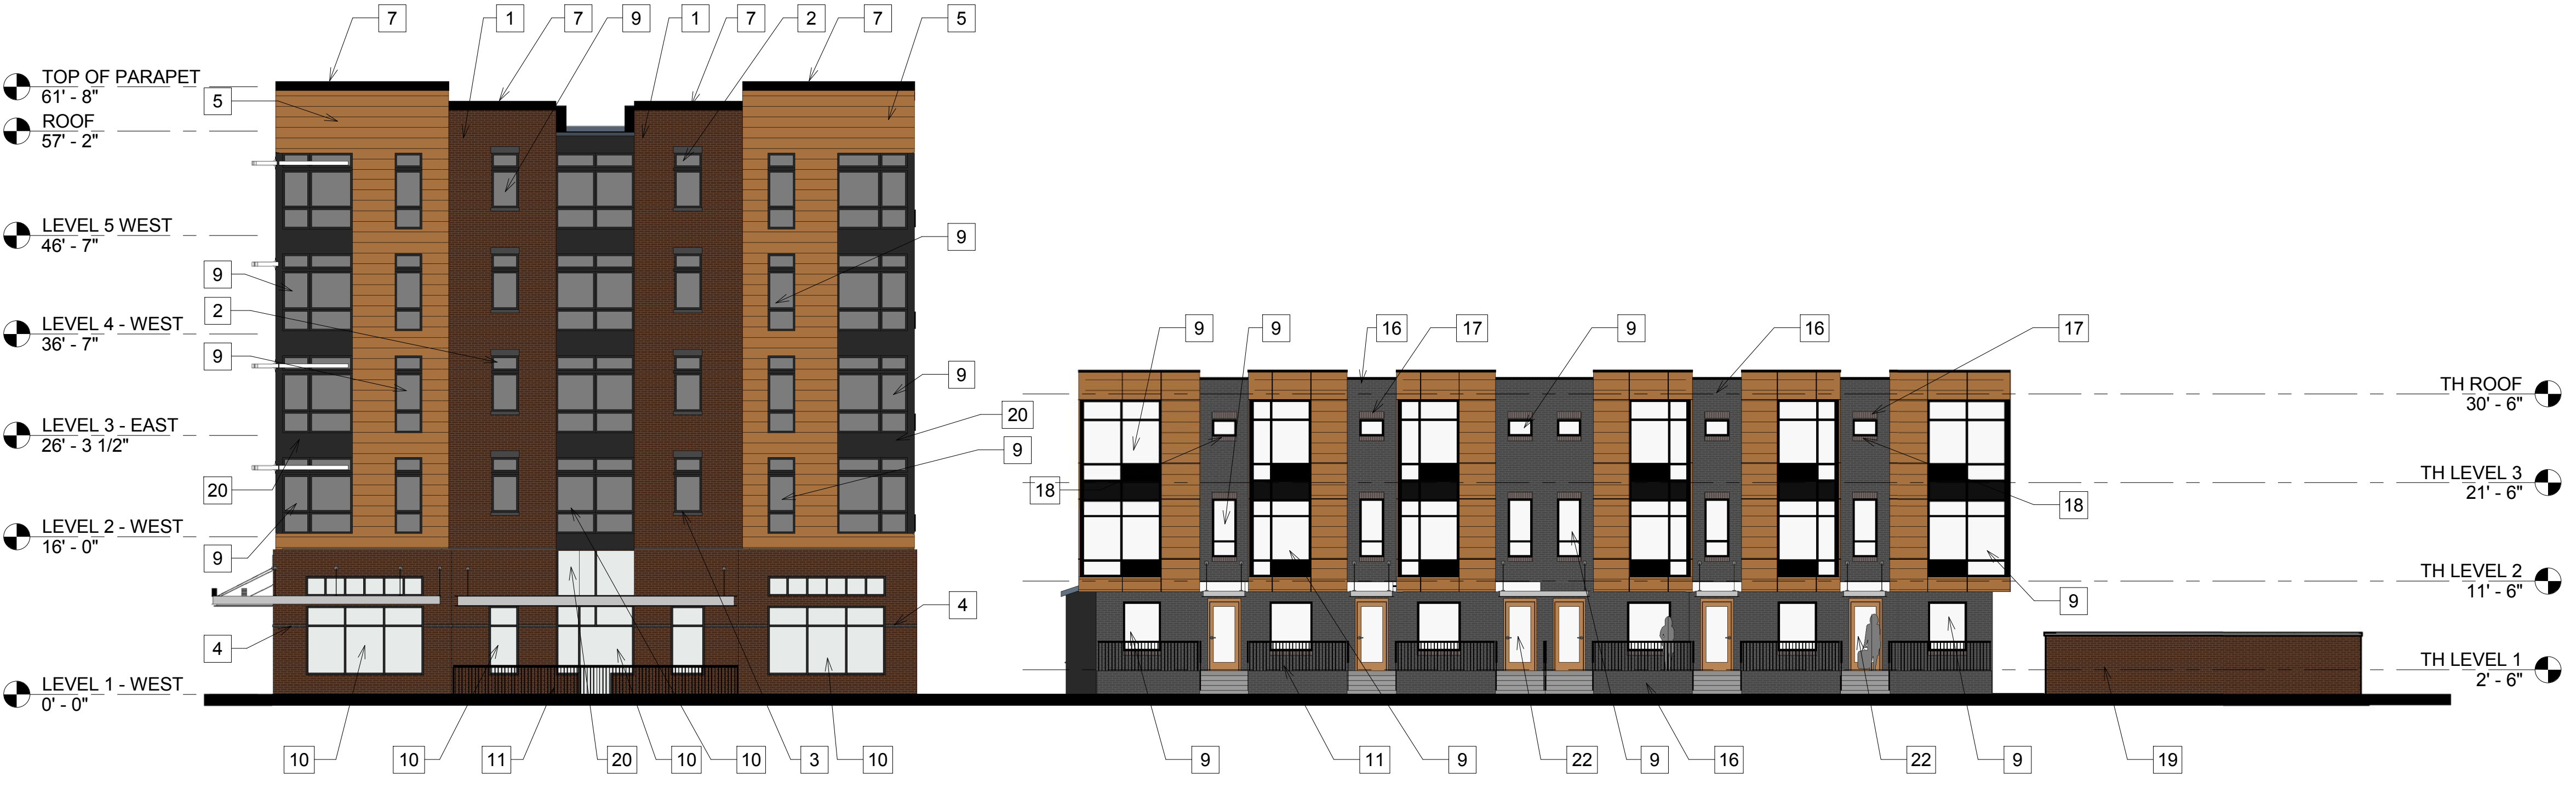 7
1
7
9
1
7
2
7
5
TOP OF PARAPET
61' - 8"
5
ROOF
57' - 2"
LEVEL 5 WEST
46' - 7"
9
9
2
LEVEL 4 - WEST
36' - 7"
9
9
9
9
16
17
9
16
17
9
TH ROOF
30' - 6"
20
LEVEL 3 - EAST
26' - 3 1/2"
9
20
18
TH LEVEL 3
21' - 6"
18
LEVEL 2 - WEST
16' - 0"
9
TH LEVEL 2
11' - 6"
9
4
4
LEVEL 1 - WEST
0' - 0"
TH LEVEL 1
2' - 6"
10
10
11
20
10
10
3
10
9
11
9
22
9
16
22
9
19